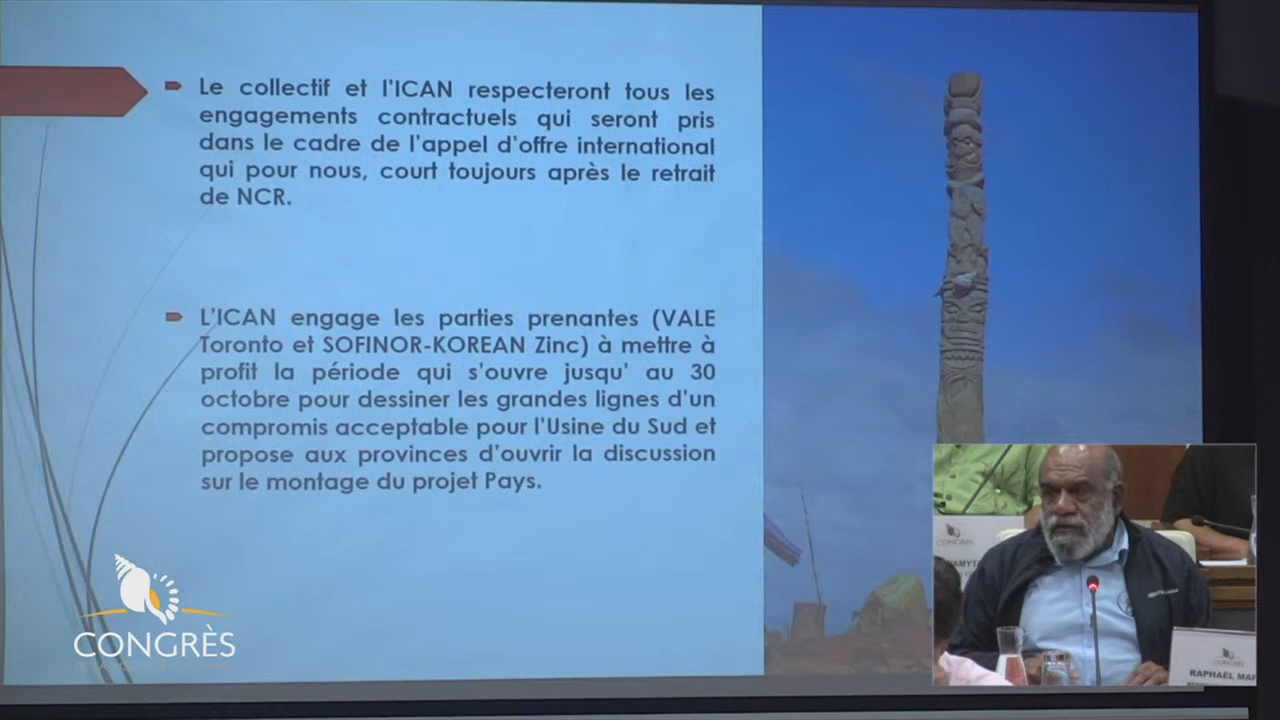 Le collectif et l'ICAN respecteront tous les
engagements contractuels qui seront pris
dans le cadre de l'appel d'offre international
qui pour nous, court toujours après le retrait
de NCR.
L'ICAN engage les parties prenantes (VALE
Toronto et SOFINOR-KOREAN Zinc) à mettre à
profit la période qui s'ouvre jusqu' au 30
octobre pour dessiner les grandes lignes d'un
compromis acceptable pour l'Usine du Sud et
propose aux provinces d'ouvrir la discussion
sur le montage du projet Pays.
CONGRÈS
CONGRÈS
RAPHAËL